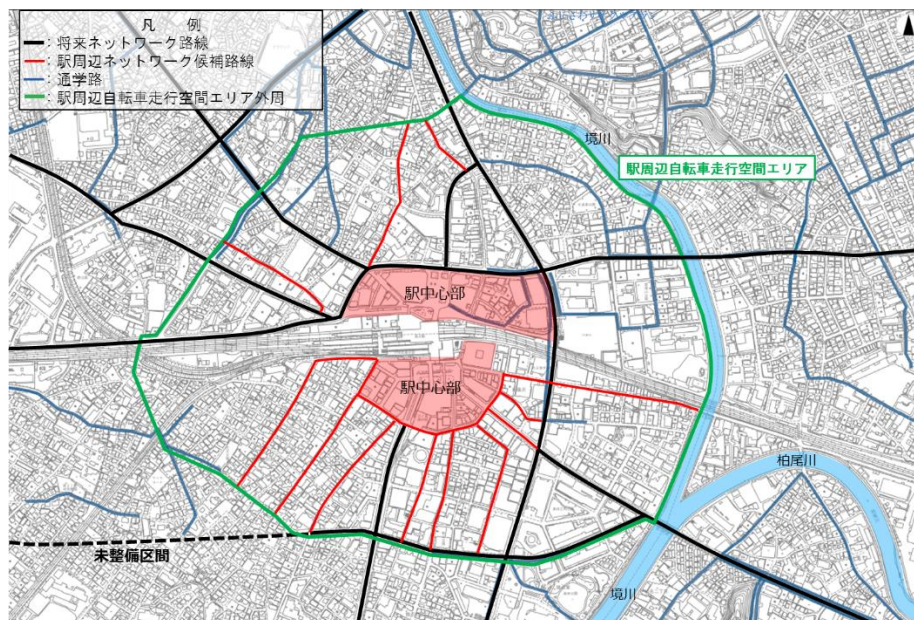 凡 例
: 将来ネットワーク路線
: 駅周辺ネットワーク候補路線
: 通学路
: 駅周辺自転車走行空間エリア外周
境川
駅周辺自転車走行空間エリア
駅中心部
駅中心部
柏尾川
未整備区間
境川